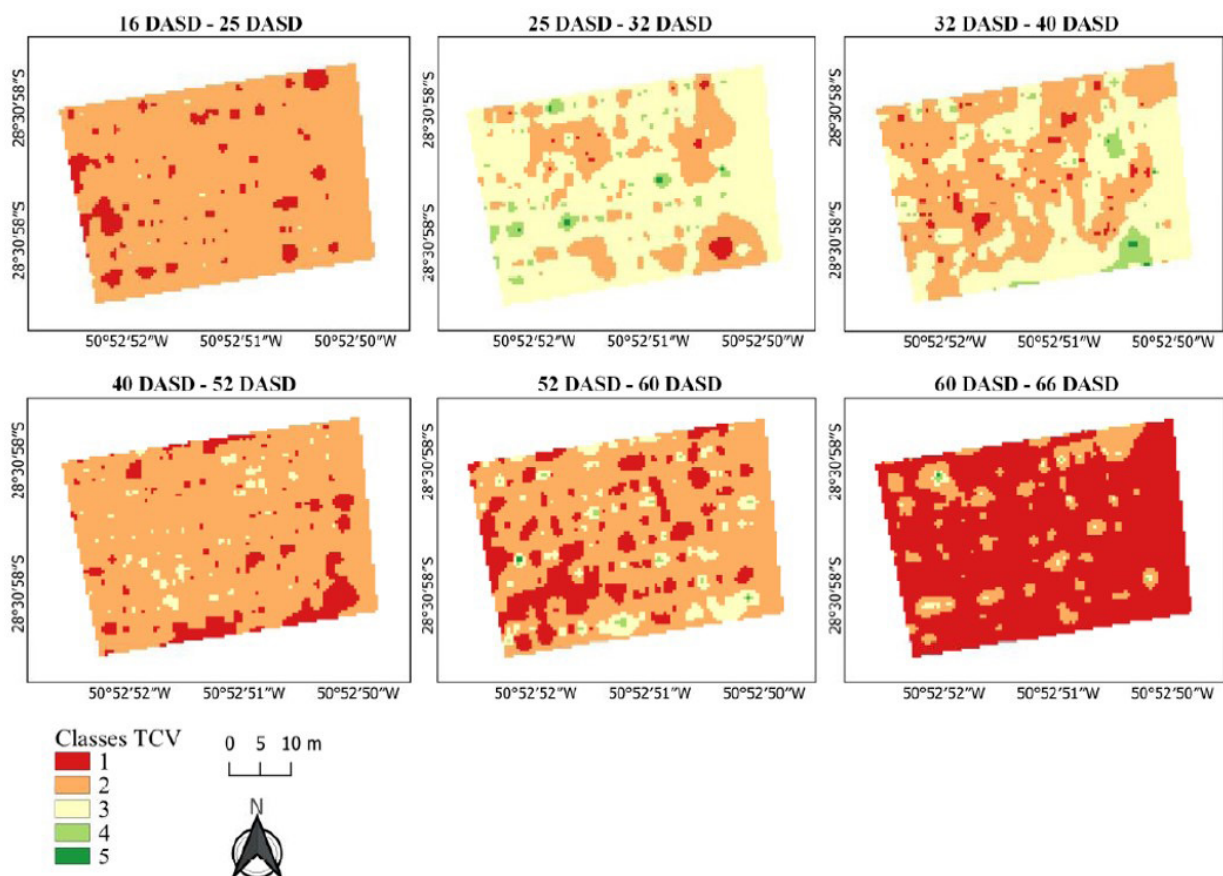 16 DASD - 25 DASD
25 DASD - 32 DASD
32 DASD - 40 DASD
28°30'58"S
28°30'58"S
28°30'58"S
28°30'58"S
28°30'58"S
28°30'58"S
50°52'52"W 50°52'51"W 50°52'50"W
50°52'52"W 50°52'51"W 50°52'50"W
50°52'52"W 50°52'51"W 50°52'50"W
40 DASD - 52 DASD
52 DASD - 60 DASD
60 DASD - 66 DASD
28°30'58"S
28°30'58"S
28°30'58"S
28°30'58"S
28°30'58"S
28°30'58"S
50°52'52"W 50°52'51"W 50°52'50"W
50°52'52"W 50°52'51"W 50°52'50"W
50°52'52"W 50°52'51"W 50°52'50"W
Classes TCV
1
2
3
4
5
0 5 10 m
N